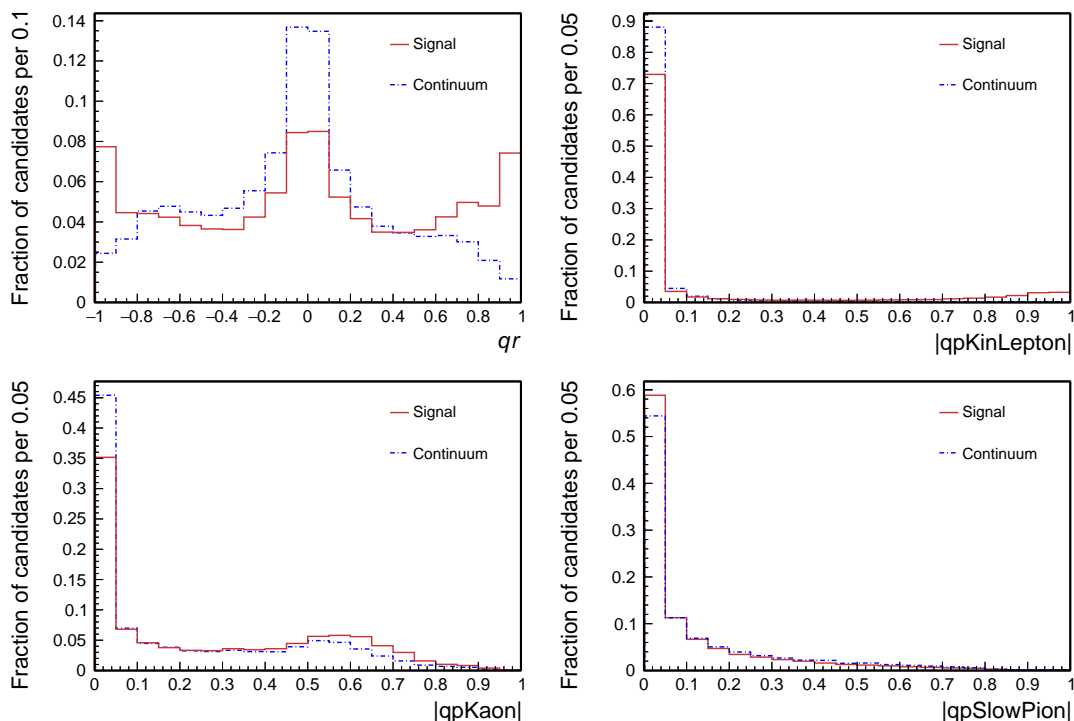 Fraction of candidates per 0.1
0.14
0.12
0.1
0.08
0.06
0.04
0.02
0
−1 −0.8 −0.6 −0.4 −0.2 0 0.2 0.4 0.6 0.8 1
qr
Signal
Continuum
Fraction of candidates per 0.05
0.9
0.8
0.7
0.6
0.5
0.4
0.3
0.2
0.1
0
0 0.1 0.2 0.3 0.4 0.5 0.6 0.7 0.8 0.9 1
|qpKinLepton|
Signal
Continuum
Fraction of candidates per 0.05
0.45
0.4
0.35
0.3
0.25
0.2
0.15
0.1
0.05
0
0 0.1 0.2 0.3 0.4 0.5 0.6 0.7 0.8 0.9 1
|qpKaon|
Signal
Continuum
Fraction of candidates per 0.05
0.6
0.5
0.4
0.3
0.2
0.1
0
0 0.1 0.2 0.3 0.4 0.5 0.6 0.7 0.8 0.9 1
|qpSlowPion|
Signal
Continuum